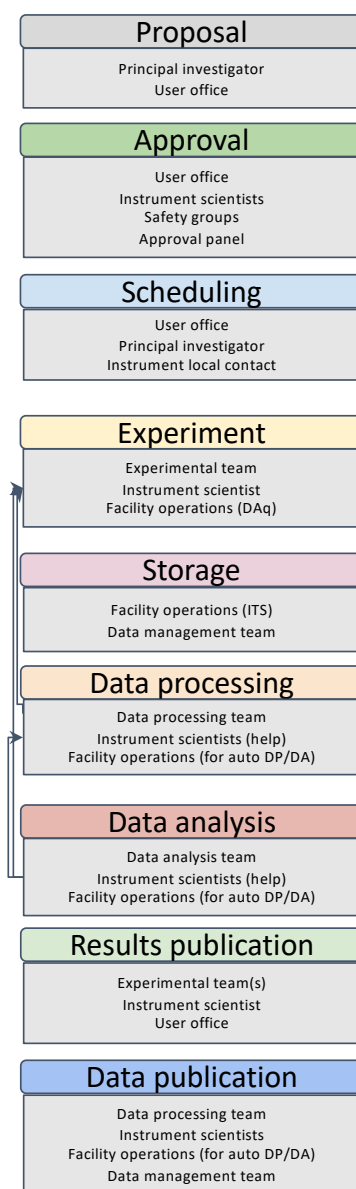 Proposal
Principal investigator
User office
Approval
User office
Instrument scientists
Safety groups
Approval panel
Scheduling
User office
Principal investigator
Instrument local contact
Experiment
Experimental team
Instrument scientist
Facility operations (DAq)
Storage
Facility operations (ITS)
Data management team
Data processing
Data processing team
Instrument scientists (help)
Facility operations (for auto DP/DA)
Data analysis
Data analysis team
Instrument scientists (help)
Facility operations (for auto DP/DA)
Results publication
Experimental team(s)
Instrument scientist
User office
Data publication
Data processing team
Instrument scientists
Facility operations (for auto DP/DA)
Data management team